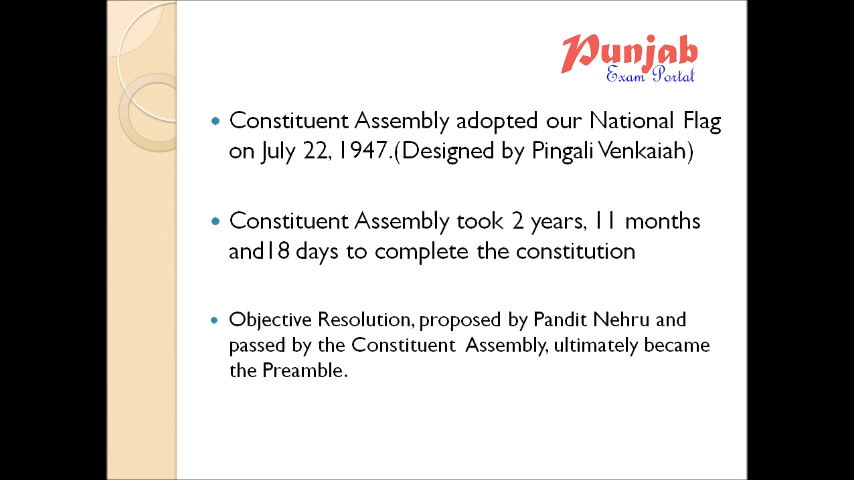 Punjab
Exam Portal
• Constituent Assembly adopted our National Flag
on July 22, 1947.(Designed by Pingali Venkaiah)
• Constituent Assembly took 2 years, 11 months
and18 days to complete the constitution
• Objective Resolution, proposed by Pandit Nehru and
passed by the Constituent Assembly, ultimately became
the Preamble.